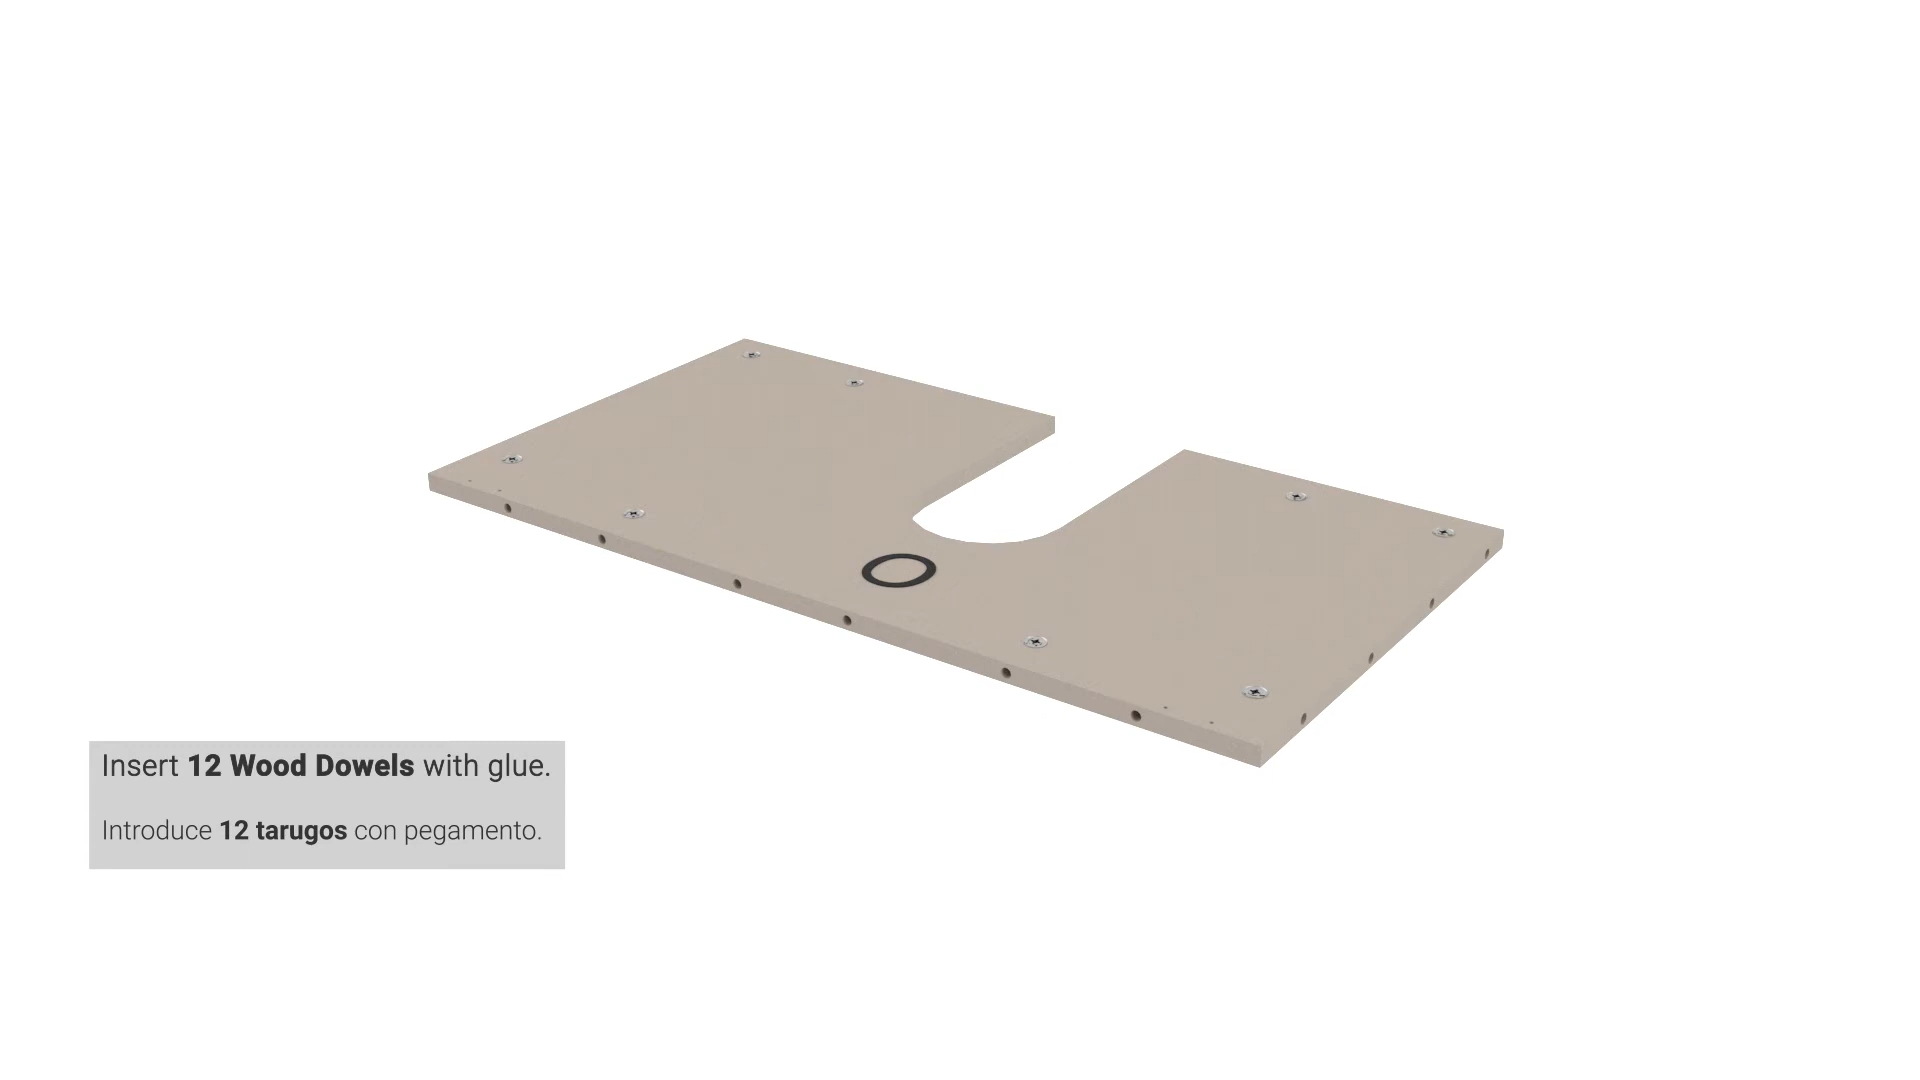 Insert 12 Wood Dowels with glue.
Introduce 12 tarugos con pegamento.
O